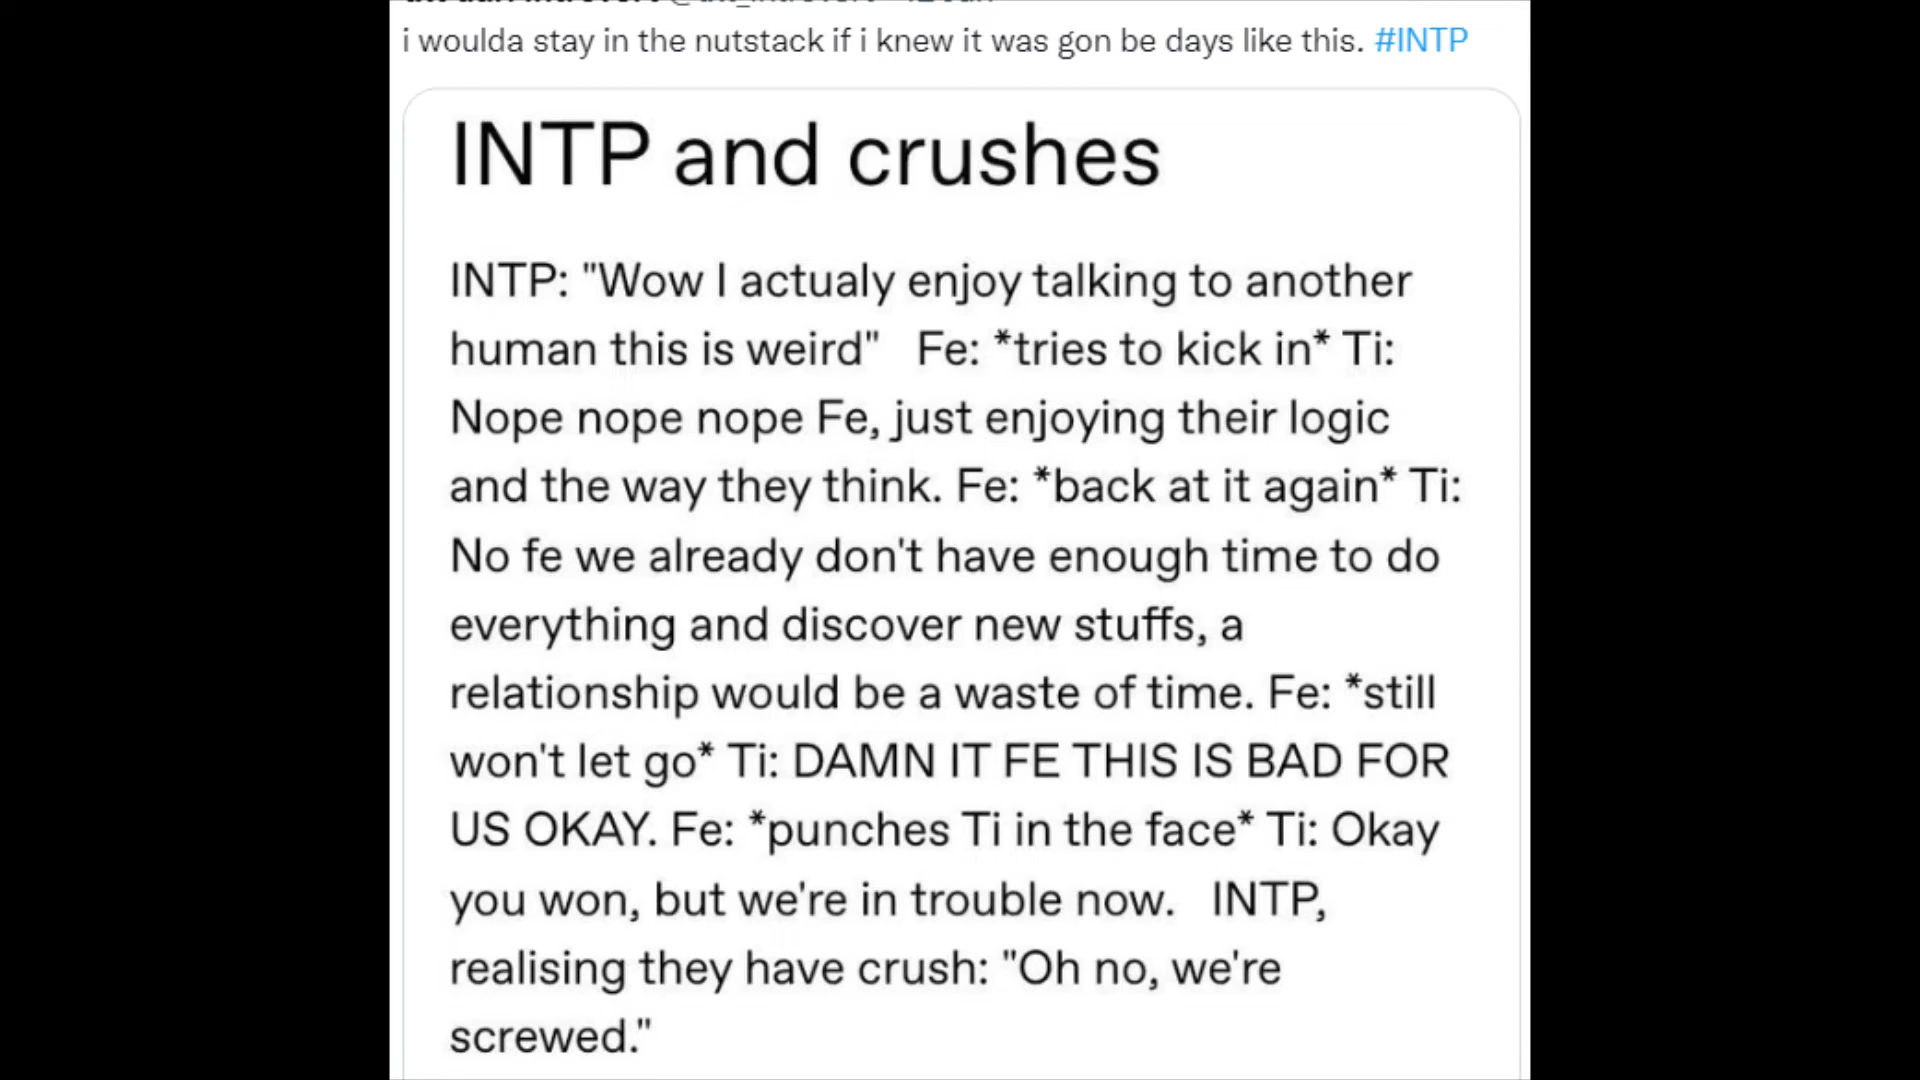 i woulda stay in the nutstack if i knew it was gon be days like this. #INTP
INTP and crushes
INTP: "Wow I actualy enjoy talking to another
human this is weird"   Fe: *tries to kick in* Ti:
Nope nope nope Fe, just enjoying their logic
and the way they think. Fe: *back at it again* Ti:
No fe we already don't have enough time to do
everything and discover new stuffs, a
relationship would be a waste of time. Fe: *still
won't let go* Ti: DAMN IT FE THIS IS BAD FOR
US OKAY. Fe: *punches Ti in the face* Ti: Okay
you won, but we're in trouble now.   INTP,
realising they have crush: "Oh no, we're
screwed."